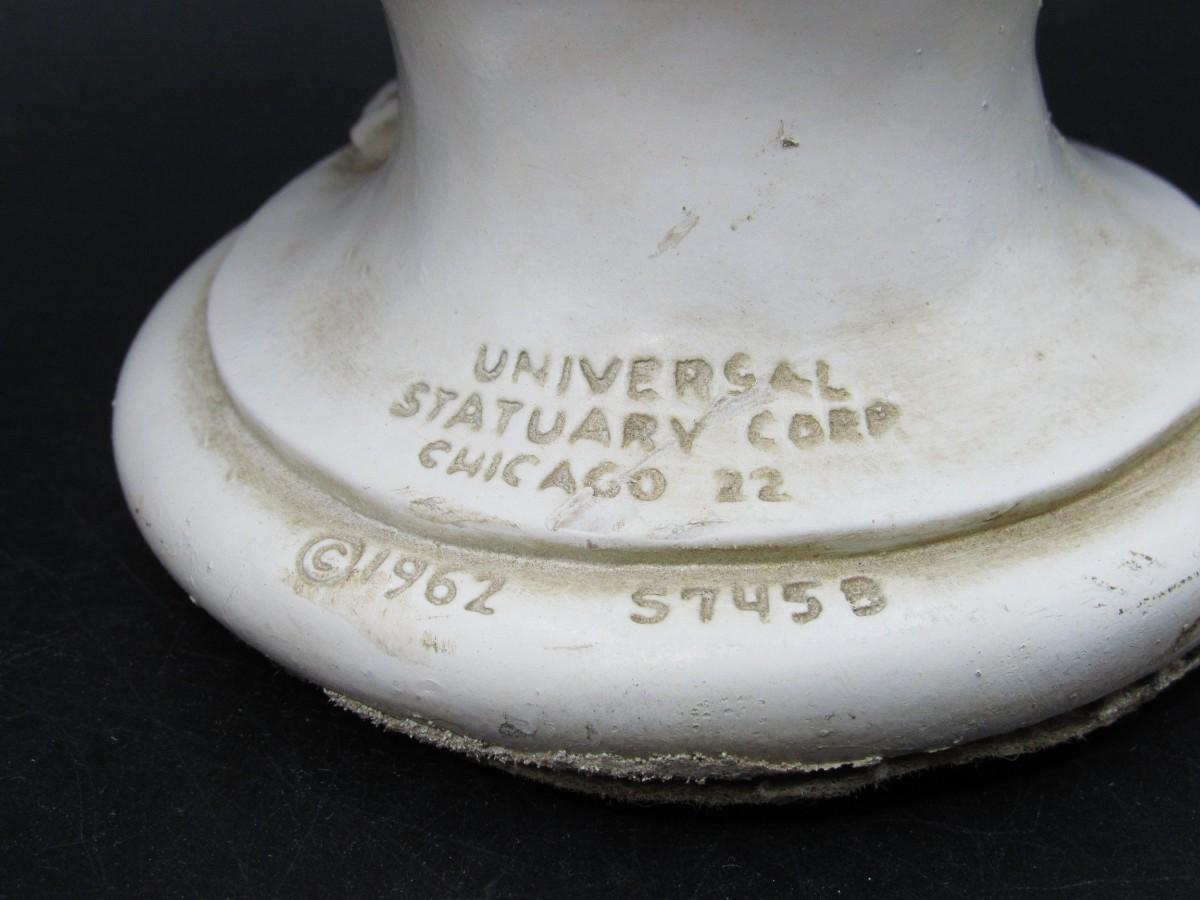 UNIVERSAL
STATUARY CORP
CHICAGO 22
©1962 S745B